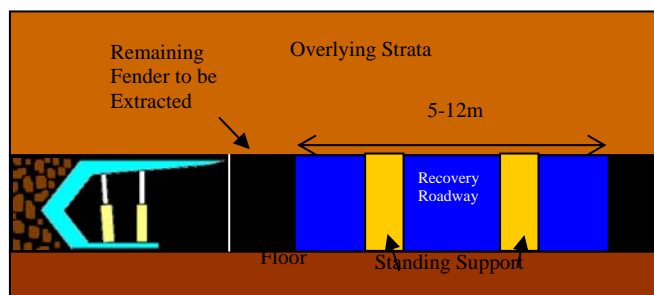 Remaining
Fender to be
Extracted
Overlying Strata
5-12m
Recovery
Roadway
Floor
Standing Support